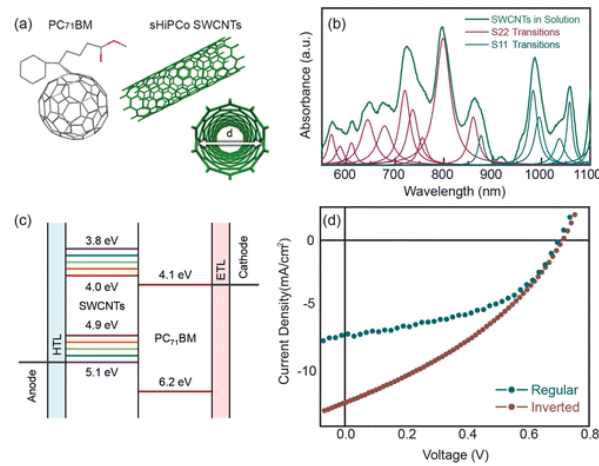 (a)
PC71BM
sHiPCo SWCNTs
d
(b)
SWCNTs in Solution
S22 Transitions
S11 Transitions
Absorbance (a.u.)
600 700 800 900 1000 1100
Wavelength (nm)
(c)
3.8 eV
4.0 eV
SWCNTs
4.9 eV
5.1 eV
Anode
HTL
4.1 eV
PC71BM
6.2 eV
ETL
Cathode
(d)
0
-5
-10
Current Density(mA/cm²)
Regular
Inverted
0.0 0.2 0.4 0.6 0.8
Voltage (V)